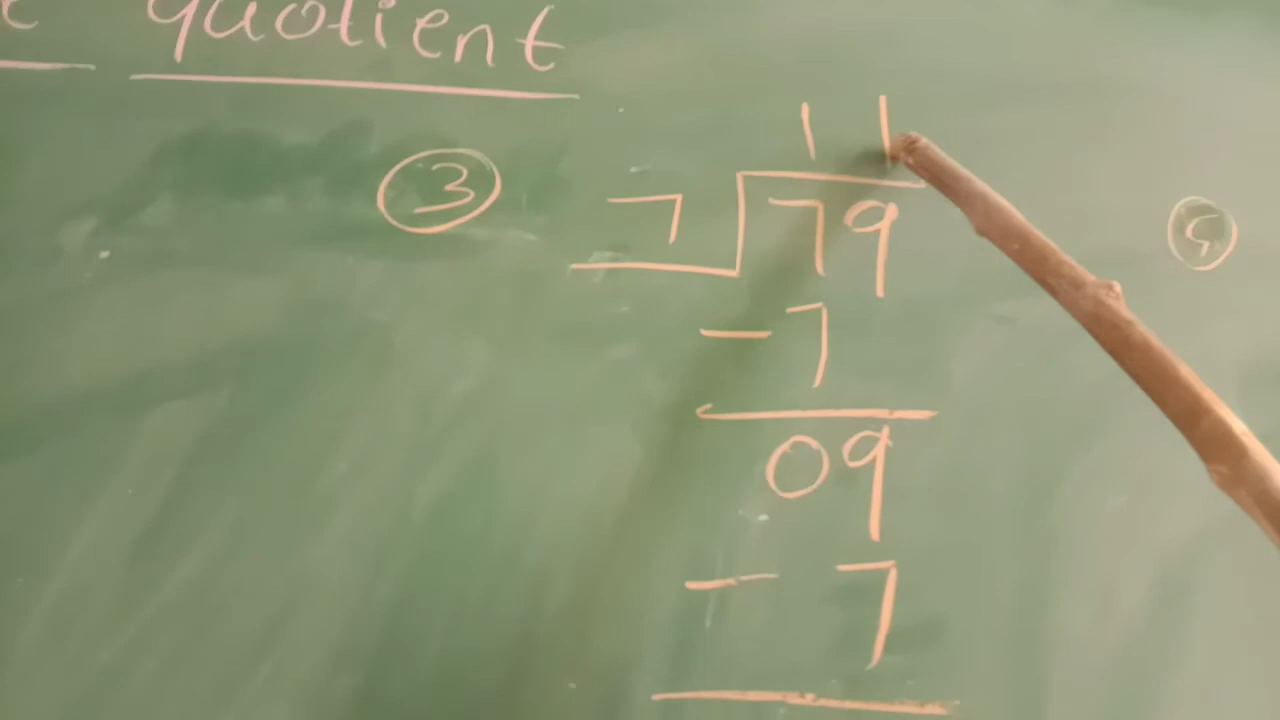 quotient
11
③ 7 79
- 7
09
- 7